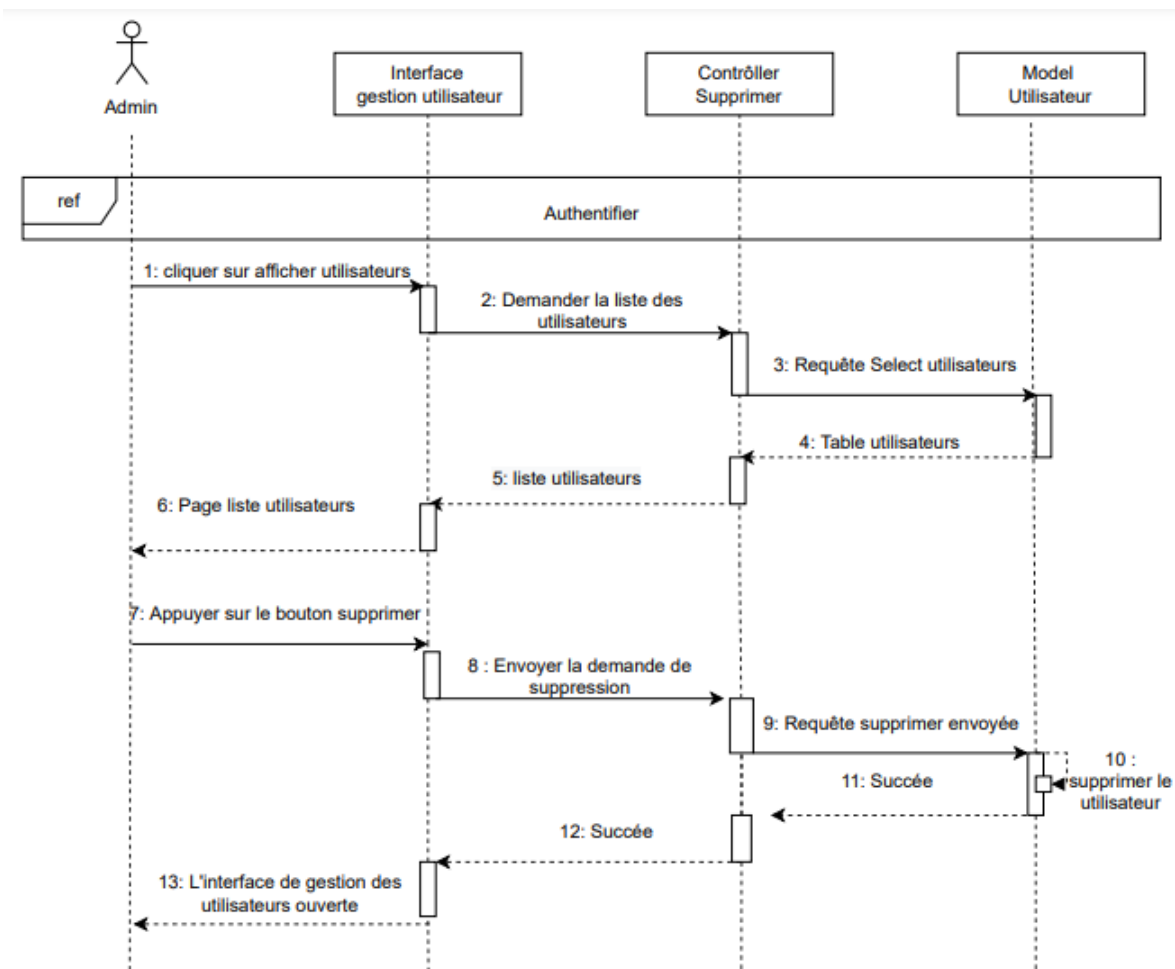 Admin
Interface
gestion utilisateur
Contrôller
Supprimer
Model
Utilisateur
ref
Authentifier
1: cliquer sur afficher utilisateurs
2: Demander la liste des
utilisateurs
3: Requête Select utilisateurs
4: Table utilisateurs
5: liste utilisateurs
6: Page liste utilisateurs
7: Appuyer sur le bouton supprimer
8 : Envoyer la demande de
suppression
9: Requête supprimer envoyée
10 :
supprimer le
utilisateur
11: Succée
12: Succée
13: L'interface de gestion des
utilisateurs ouverte